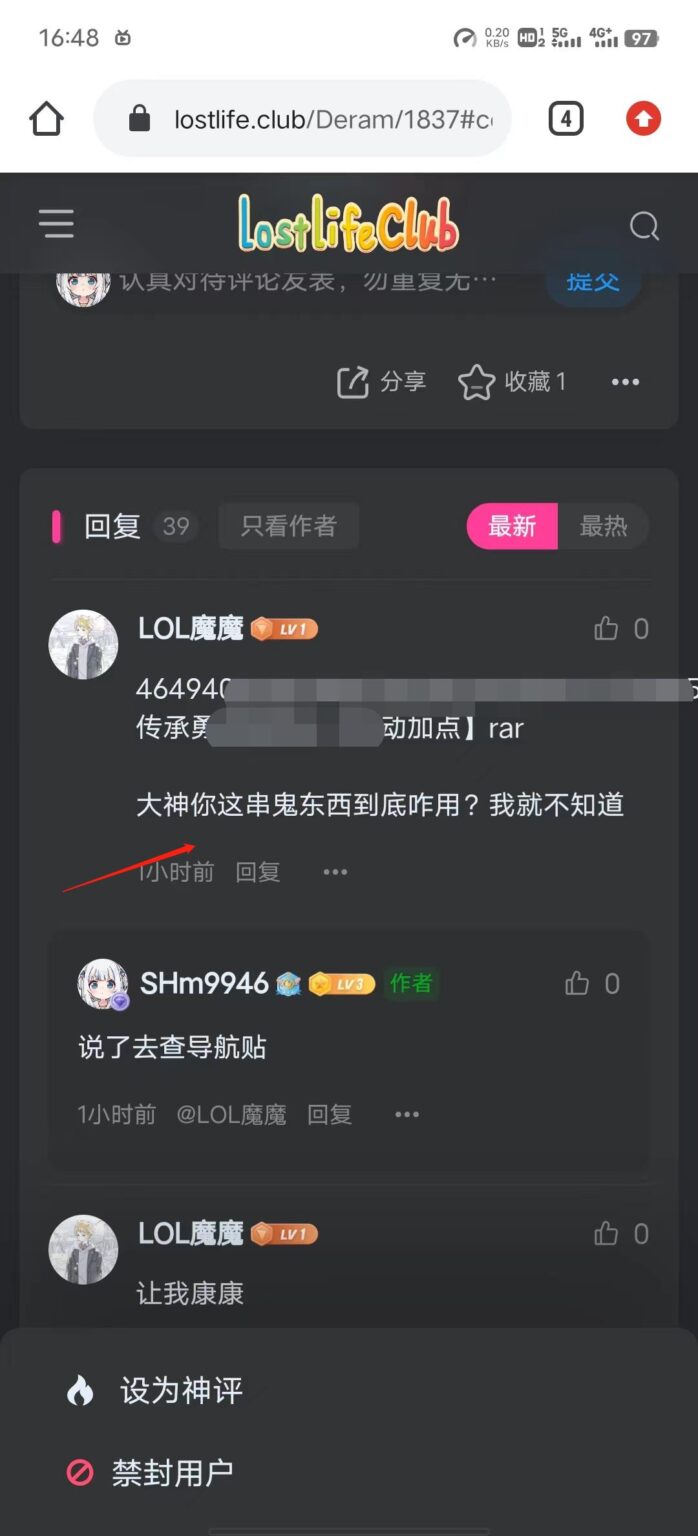 16:48
0.20 KB/s HD 1 2 5G 4G+ 97
lostlife.club/Deram/1837#c
4
LostlifeClub
认真对待评论发表，勿重复无…
提交
分享 收藏 1
回复 39 只看作者 最新 最热
LOL魔魔 LV1 0
46494
传承勇 动加点】rar
大神你这串鬼东西到底咋用？我就不知道
1小时前 回复
SHm9946 LV3 作者 0
说了去查导航贴
1小时前 @LOL魔魔 回复
LOL魔魔 LV1 0
让我康康
设为神评
禁封用户